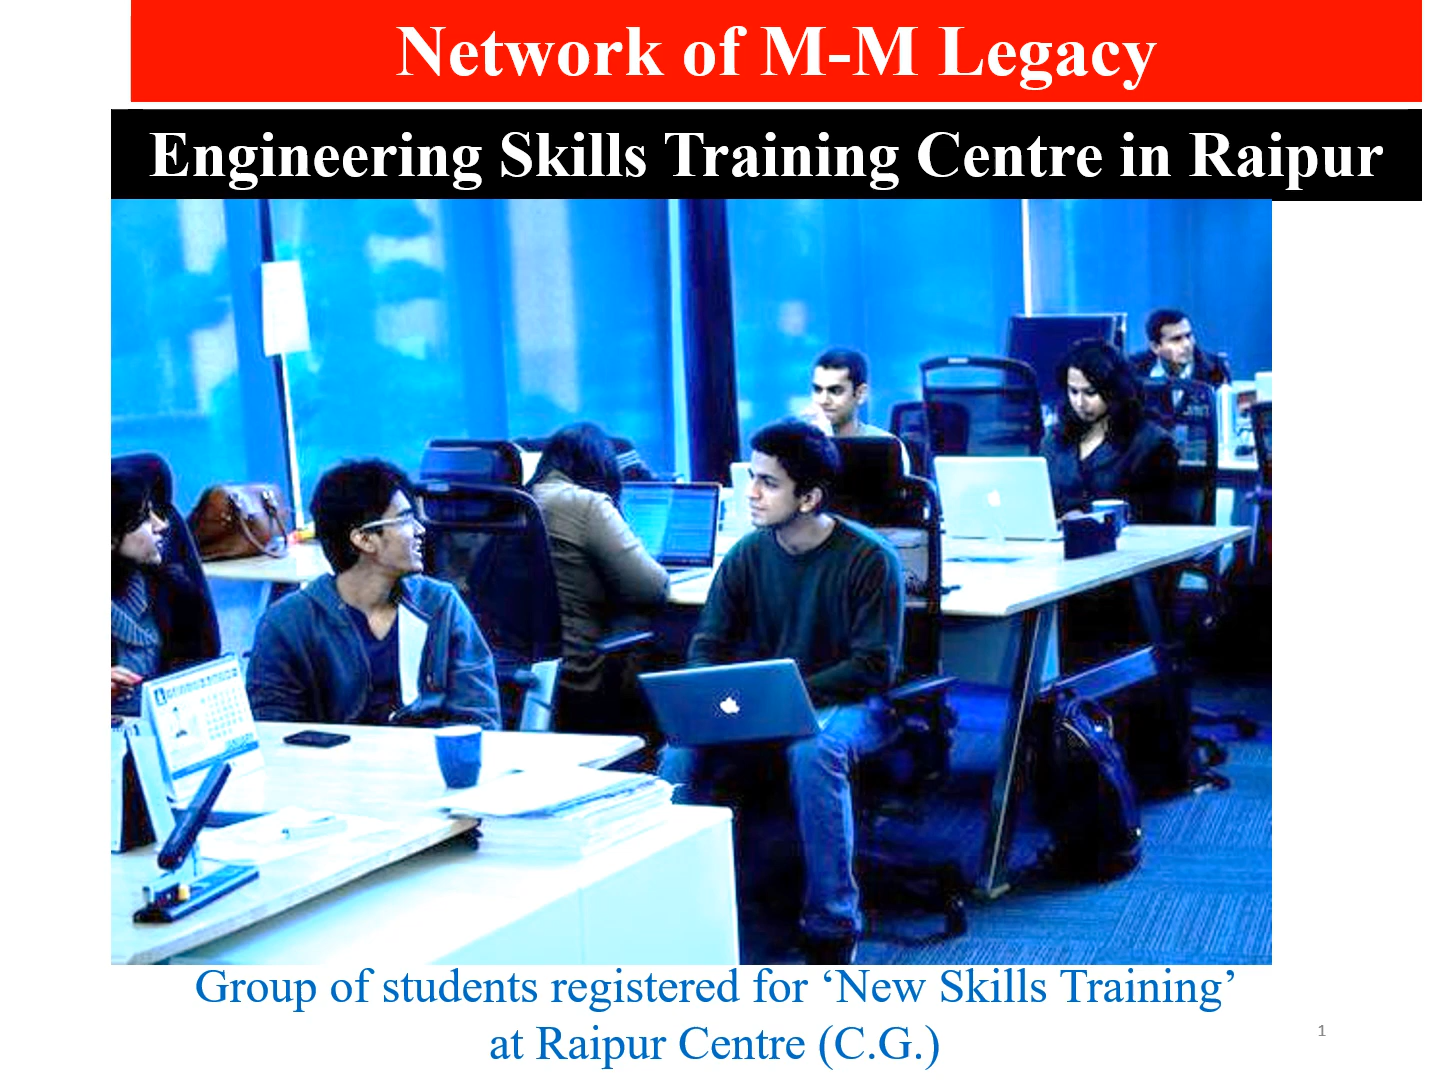 Network of M-M Legacy
Engineering Skills Training Centre in Raipur
JANUARY
Group of students registered for ‘New Skills Training’
at Raipur Centre (C.G.)
1